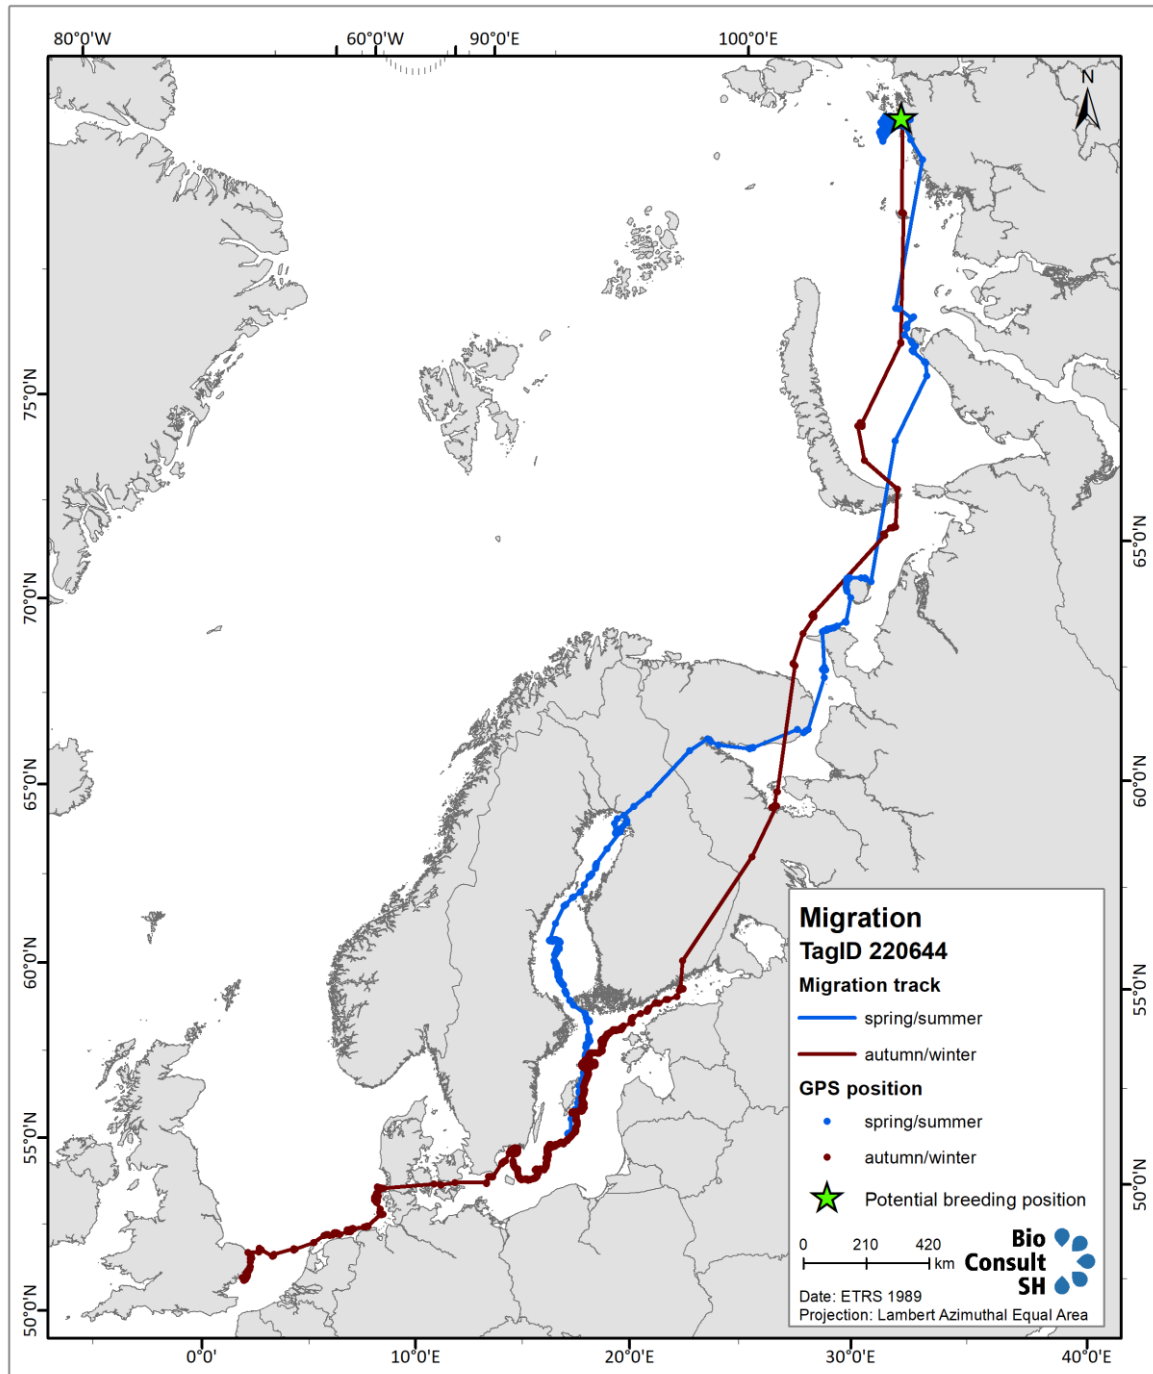 80°0'W 60°0'W 90°0'E 100°0'E
N
75°0'N
70°0'N
65°0'N
65°0'N
60°0'N
60°0'N
55°0'N
55°0'N
50°0'N
50°0'N
Migration
TagID 220644
Migration track
spring/summer
autumn/winter
GPS position
spring/summer
autumn/winter
Potential breeding position
0 210 420
km
Bio
Consult
SH
Date: ETRS 1989
Projection: Lambert Azimuthal Equal Area
0°0' 10°0'E 20°0'E 30°0'E 40°0'E